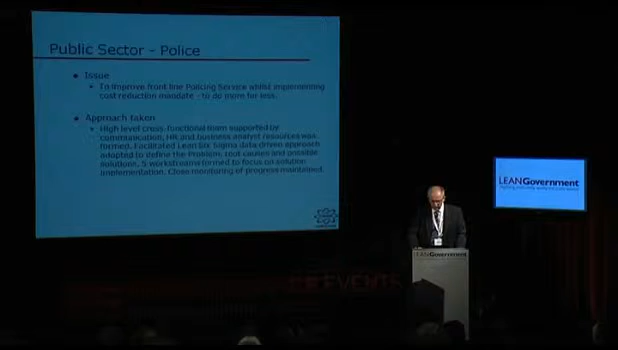 Public Sector - Police
• Issue
• To improve front line Policing Service whilst implementing
cost reduction mandate - to do more for less.
• Approach taken
• High level cross-functional team supported by
communication, HR and business analyst resources was
formed. Facilitated Lean Six Sigma data driven approach
adopted to define the Problem, root causes and possible
solutions. 5 workstreams formed to focus on solution
implementation. Close monitoring of progress maintained.
LEANGovernment
LEANGovernment
EVENTS